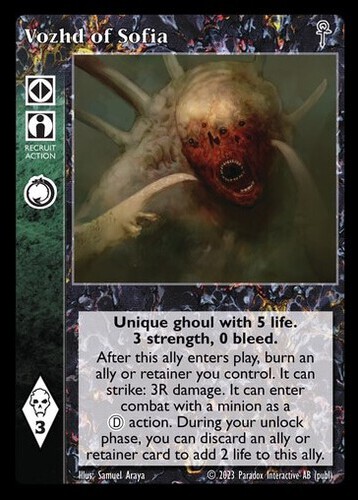 Vozhd of Sofia
RECRUIT
ACTION
Unique ghoul with 5 life.
3 strength, 0 bleed.
After this ally enters play, burn an
ally or retainer you control. It can
strike: 3R damage. It can enter
combat with a minion as a
Ⓓ action. During your unlock
phase, you can discard an ally or
retainer card to add 2 life to this ally.
3
Illus: Samuel Araya © 2023 Paradox Interactive AB (publ)